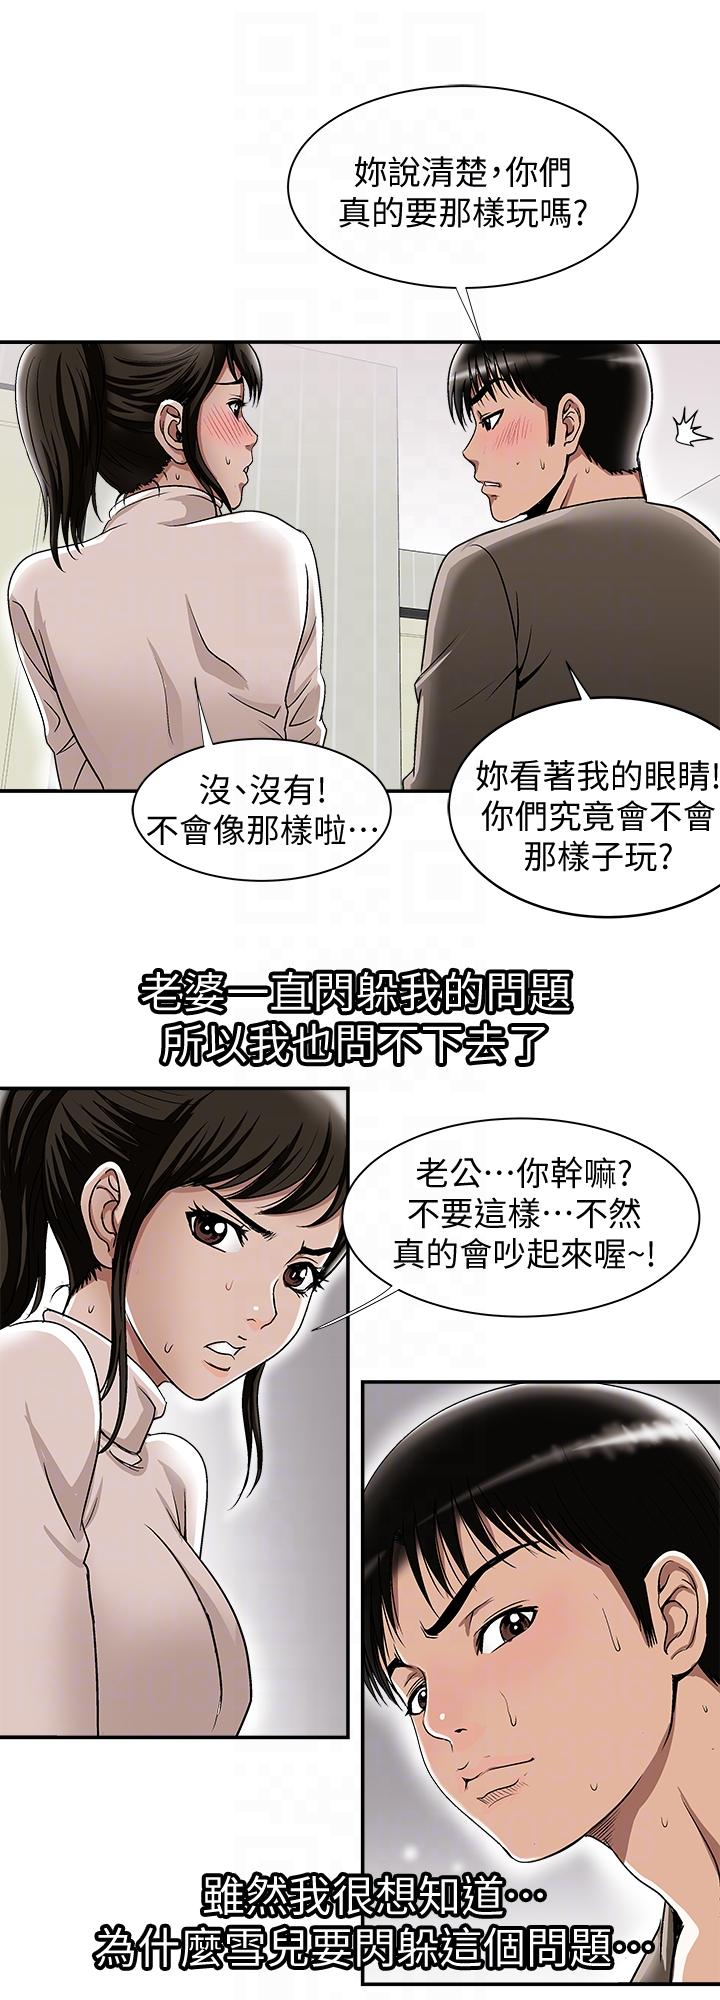 妳說清楚,你們
真的要那樣玩嗎?
沒、沒有!
不會像那樣啦⋯
妳看著我的眼睛!
你們究竟會不會
那樣子玩?
老婆一直閃躲我的問題
所以我也問不下去了
老公⋯你幹嘛?
不要這樣⋯不然
真的會吵起來喔~!
雖然我很想知道⋯
為什麼雪兒要閃躲這個問題⋯